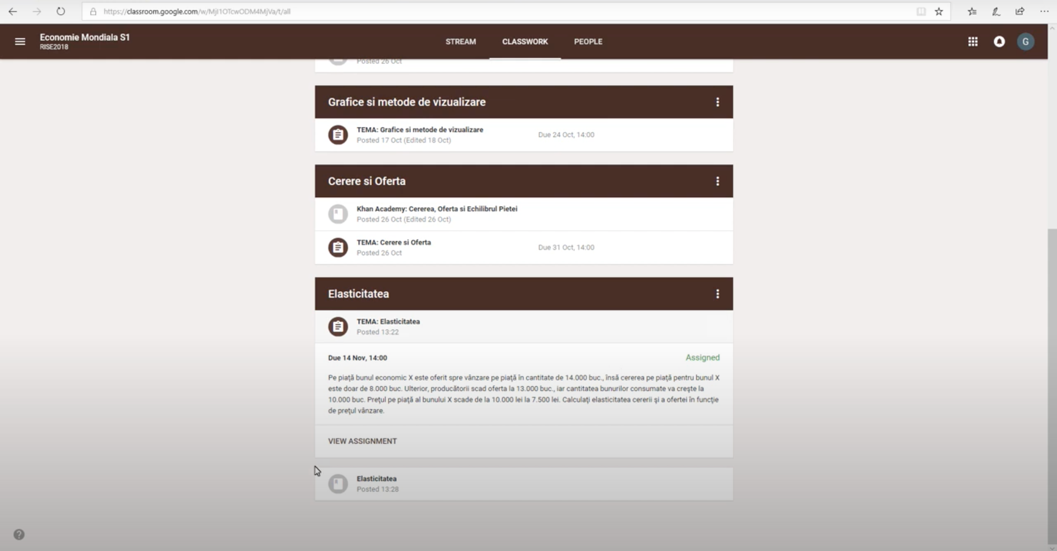 https://classroom.google.com/w/MjI1OTcwODM4MjVa/t/all
Economie Mondiala S1
RISE2018
STREAM
CLASSWORK
PEOPLE
G
Posted 26 Oct
Grafice si metode de vizualizare
TEMA: Grafice si metode de vizualizare
Posted 17 Oct (Edited 18 Oct)
Due 24 Oct, 14:00
Cerere si Oferta
Khan Academy: Cererea, Oferta si Echilibrul Pietei
Posted 26 Oct (Edited 26 Oct)
TEMA: Cerere si Oferta
Posted 26 Oct
Due 31 Oct, 14:00
Elasticitatea
TEMA: Elasticitatea
Posted 13:22
Due 14 Nov, 14:00
Assigned
Pe piață bunul economic X este oferit spre vânzare pe piață în cantitate de 14.000 buc., însă cererea pe piață pentru bunul X
este doar de 8.000 buc. Ulterior, producătorii scad oferta la 13.000 buc., iar cantitatea bunurilor consumate va crește la
10.000 buc. Prețul pe piață al bunului X scade de la 10.000 lei la 7.500 lei. Calculați elasticitatea cererii și a ofertei în funcție
de prețul vânzare.
VIEW ASSIGNMENT
Elasticitatea
Posted 13:28
?